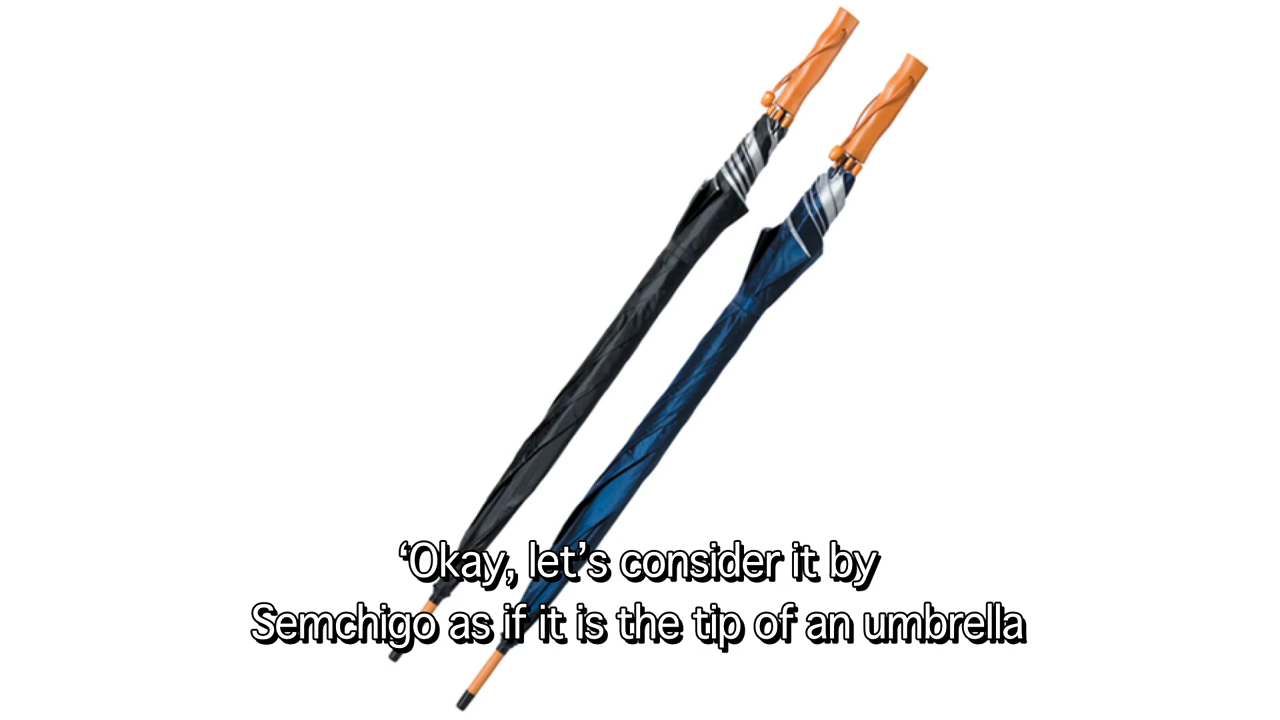 ‘Okay, let’s consider it by
Semchigo as if it is the tip of an umbrella